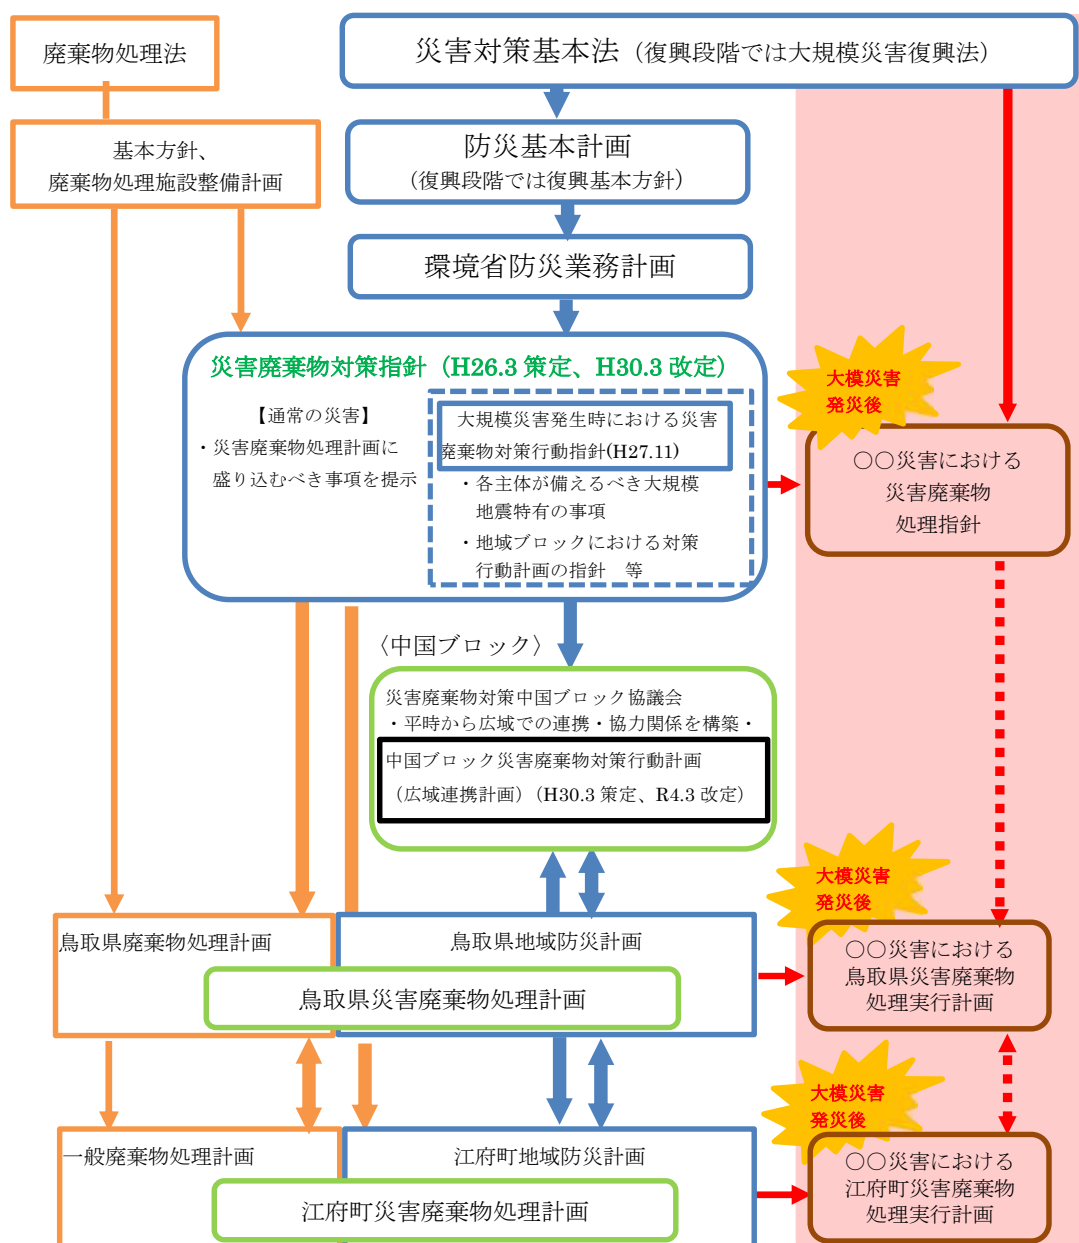 廃棄物処理法
災害対策基本法（復興段階では大規模災害復興法）
基本方針、
廃棄物処理施設整備計画
防災基本計画
（復興段階では復興基本方針）
環境省防災業務計画
災害廃棄物対策指針（H26.3 策定、H30.3 改定）
【通常の災害】
・災害廃棄物処理計画に
盛り込むべき事項を提示
大規模災害発生時における災害
廃棄物対策行動指針(H27.11)
・各主体が備えるべき大規模
地震特有の事項
・地域ブロックにおける対策
行動計画の指針　等
大模災害
発災後
〇〇災害における
災害廃棄物
処理指針
〈中国ブロック〉
災害廃棄物対策中国ブロック協議会
・平時から広域での連携・協力関係を構築・
中国ブロック災害廃棄物対策行動計画
（広域連携計画）（H30.3 策定、R4.3 改定）
大模災害
発災後
鳥取県廃棄物処理計画
鳥取県地域防災計画
鳥取県災害廃棄物処理計画
〇〇災害における
鳥取県災害廃棄物
処理実行計画
大模災害
発災後
一般廃棄物処理計画
江府町地域防災計画
江府町災害廃棄物処理計画
〇〇災害における
江府町災害廃棄物
処理実行計画